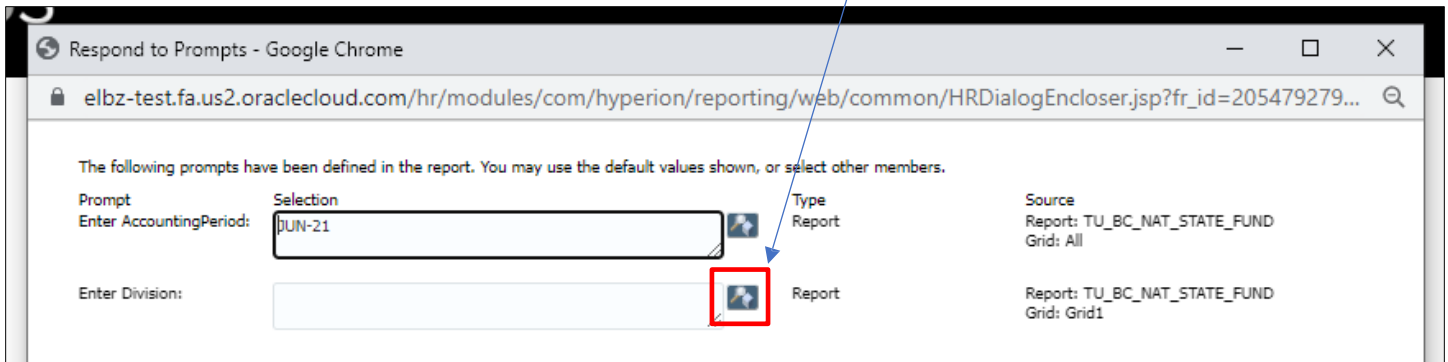 Respond to Prompts - Google Chrome
elbz-test.fa.us2.oraclecloud.com/hr/modules/com/hyperion/reporting/web/common/HRDialogEncloser.jsp?fr_id=205479279...
The following prompts have been defined in the report. You may use the default values shown, or select other members.
Prompt Selection Type Source
Enter AccountingPeriod: JUN-21 Report Report: TU_BC_NAT_STATE_FUND
Grid: All
Enter Division: Report Report: TU_BC_NAT_STATE_FUND
Grid: Grid1